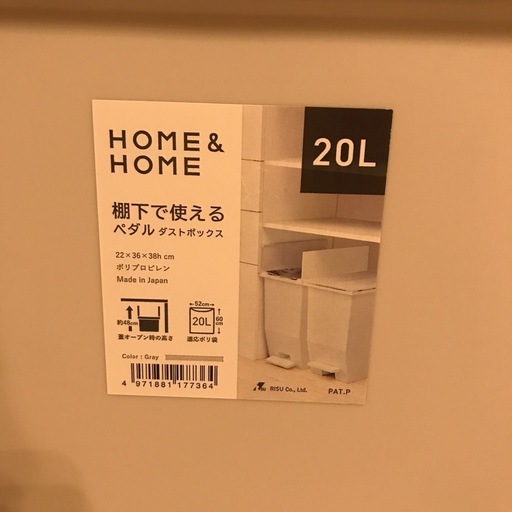 HOME &
HOME
20L
棚下で使える
ペダル ダストボックス
22×36×38h cm
ポリプロピレン
Made in Japan
約48cm
蓋オープン時の高さ
52cm
60cm
20L
適応ポリ袋
Color : Gray
4 971881 177364
RISU Co., Ltd.
PAT.P